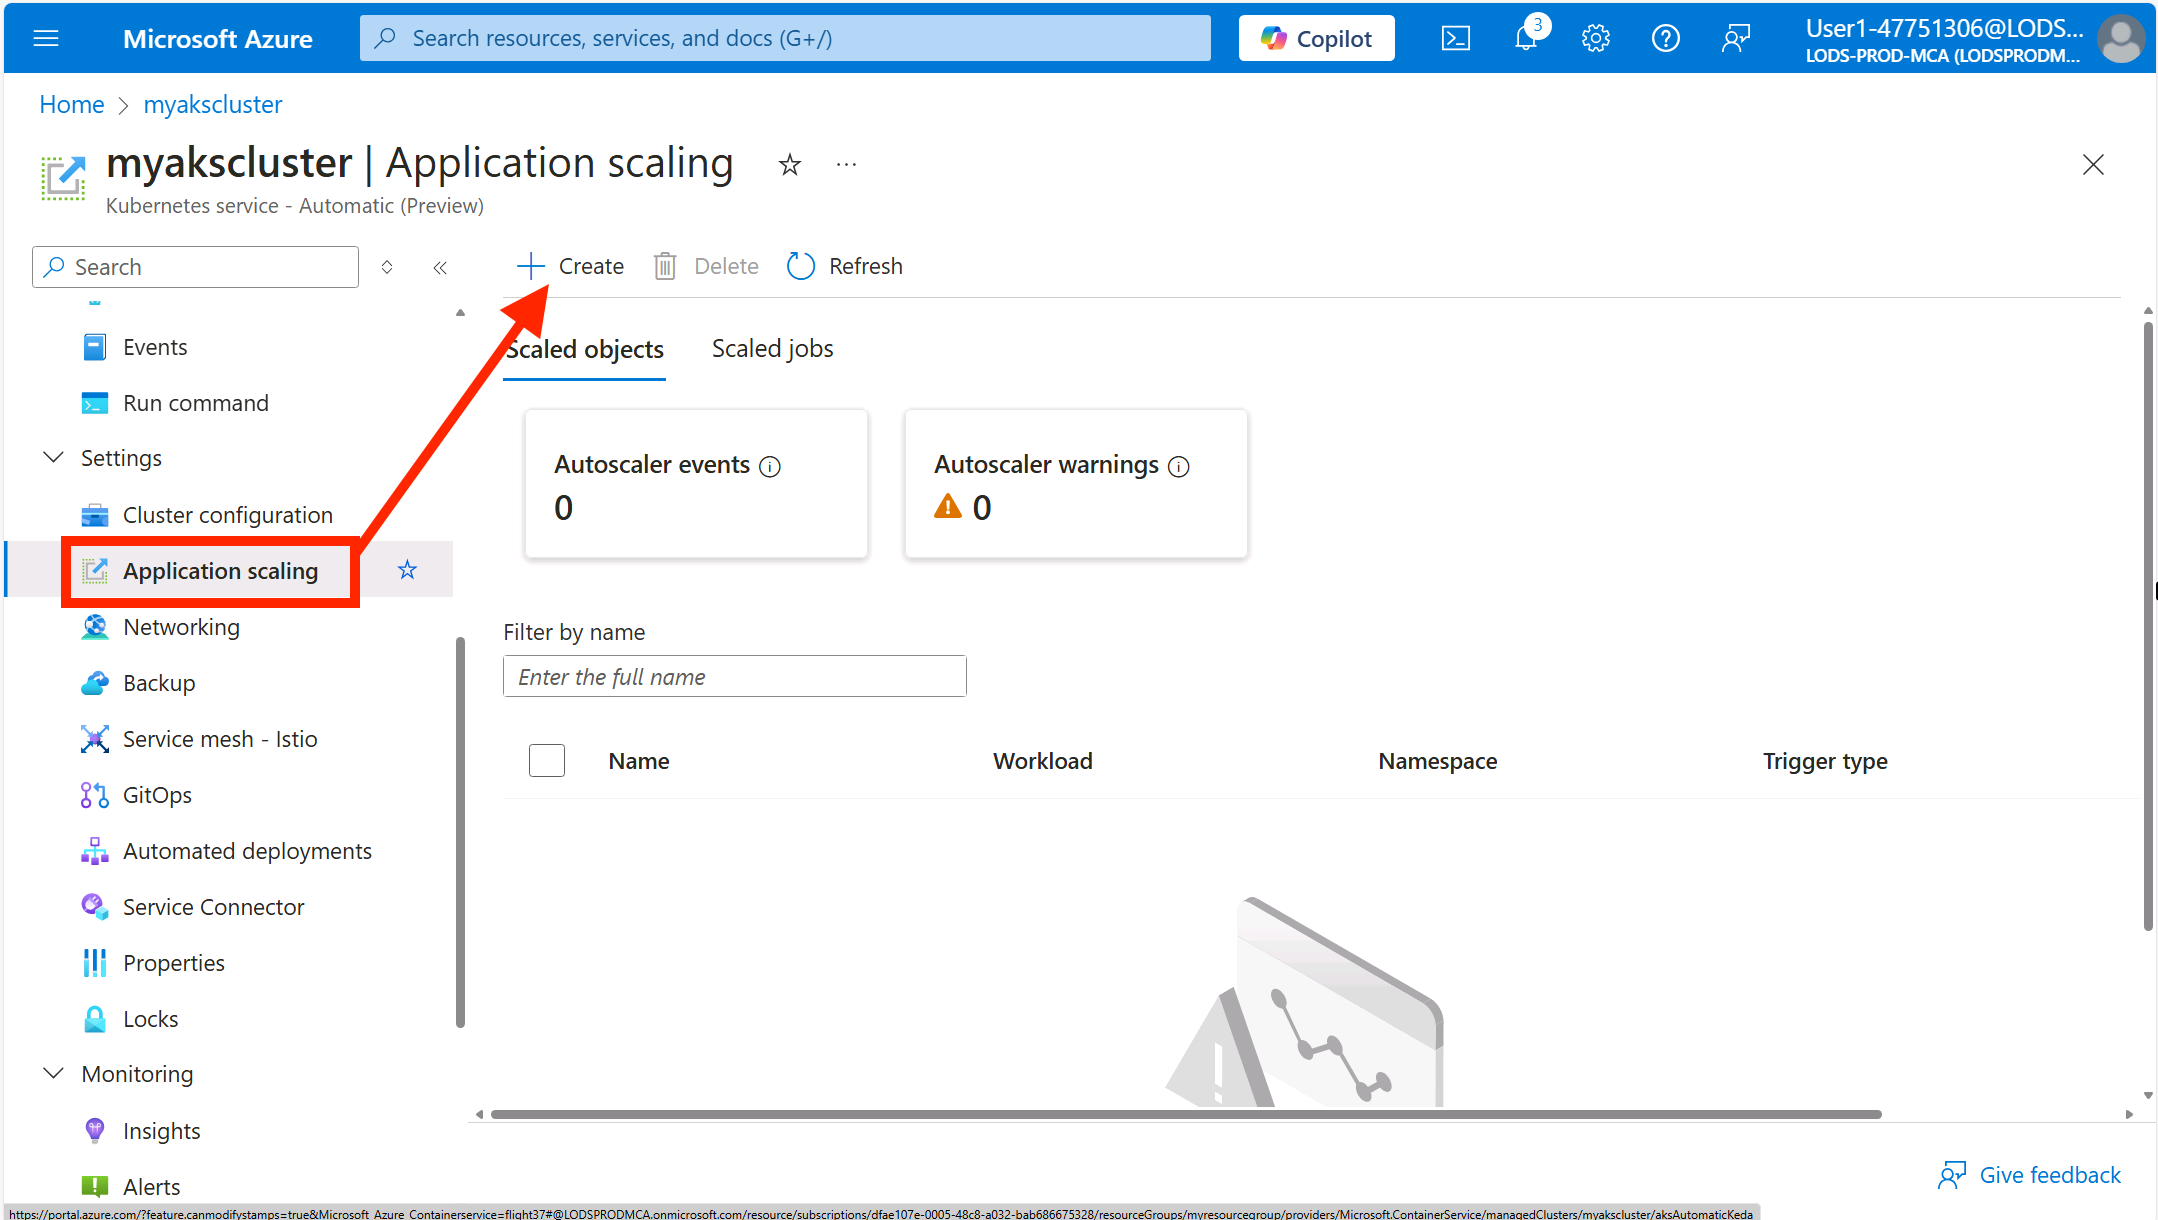 Microsoft Azure
Search resources, services, and docs (G+/)
Copilot
3
User1-47751306@LODS...
LODS-PROD-MCA (LODSPRODM...
Home > myakscluster
myakscluster | Application scaling
...
Kubernetes service - Automatic (Preview)
Search
Create
Delete
Refresh
Events
Run command
Settings
Cluster configuration
Application scaling
Networking
Backup
Service mesh - Istio
GitOps
Automated deployments
Service Connector
Properties
Locks
Monitoring
Insights
Alerts
Scaled objects
Scaled jobs
Autoscaler events
0
Autoscaler warnings
0
Filter by name
Enter the full name
Name
Workload
Namespace
Trigger type
Give feedback
https://portal.azure.com/?feature.canmodifystamps=true&Microsoft_Azure_Containerservice=flight37#@LODSPRODMCA.onmicrosoft.com/resource/subscriptions/dfae107e-0005-48c8-a032-bab686675328/resourceGroups/myresourcegroup/providers/Microsoft.ContainerService/managedClusters/myakscluster/aksAutomaticKeda